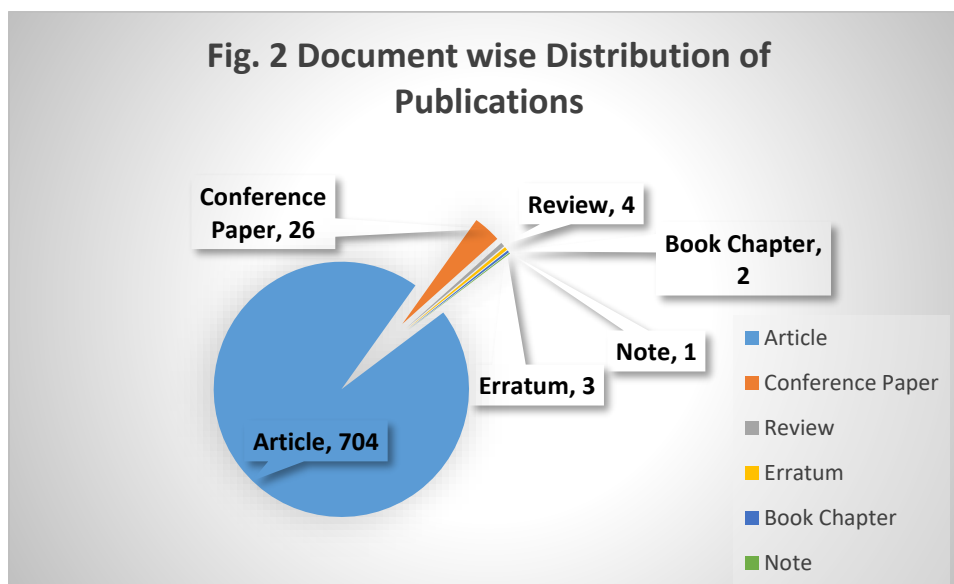 Fig. 2 Document wise Distribution of
Publications
Conference
Paper, 26
Review, 4
Book Chapter,
2
Note, 1
Erratum, 3
Article, 704
Article
Conference Paper
Review
Erratum
Book Chapter
Note